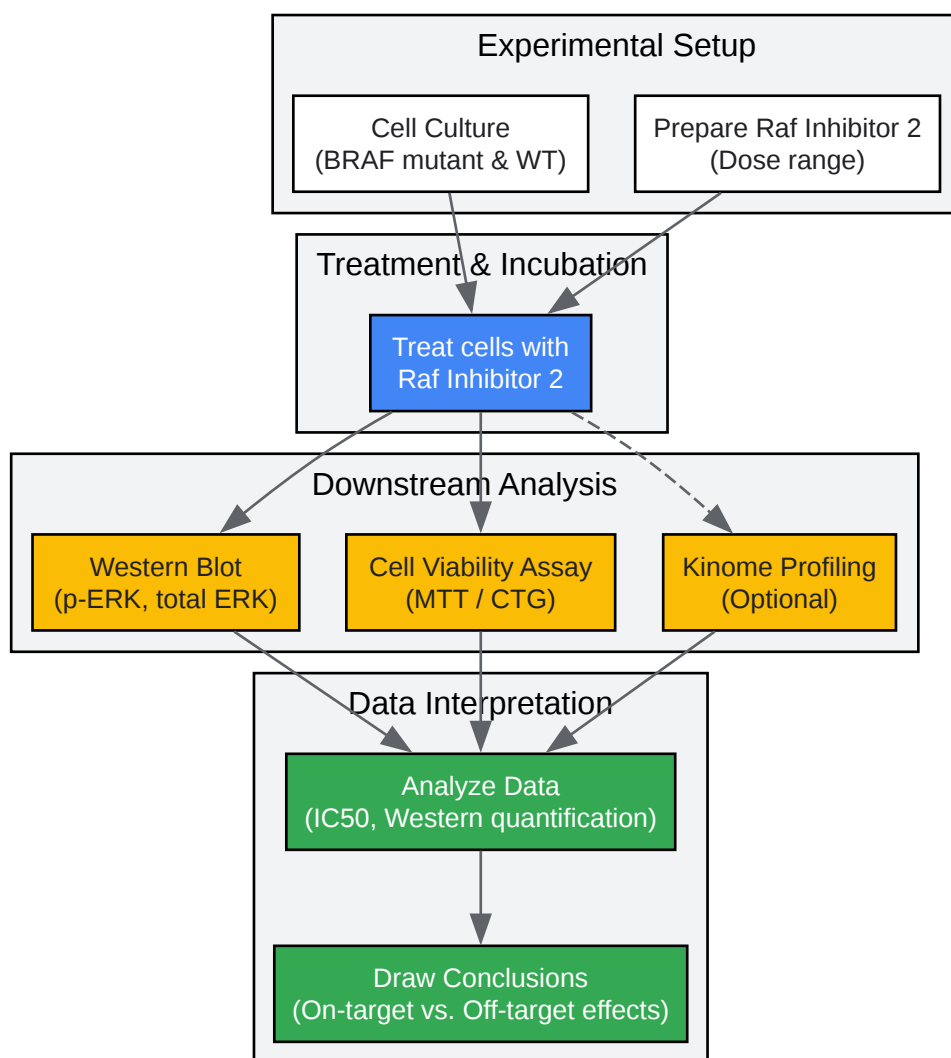 Experimental Setup
Cell Culture
(BRAF mutant & WT)
Prepare Raf Inhibitor 2
(Dose range)
Treatment & Incubation
Treat cells with
Raf Inhibitor 2
Downstream Analysis
Western Blot
(p-ERK, total ERK)
Cell Viability Assay
(MTT / CTG)
Kinome Profiling
(Optional)
Data Interpretation
Analyze Data
(IC50, Western quantification)
Draw Conclusions
(On-target vs. Off-target effects)